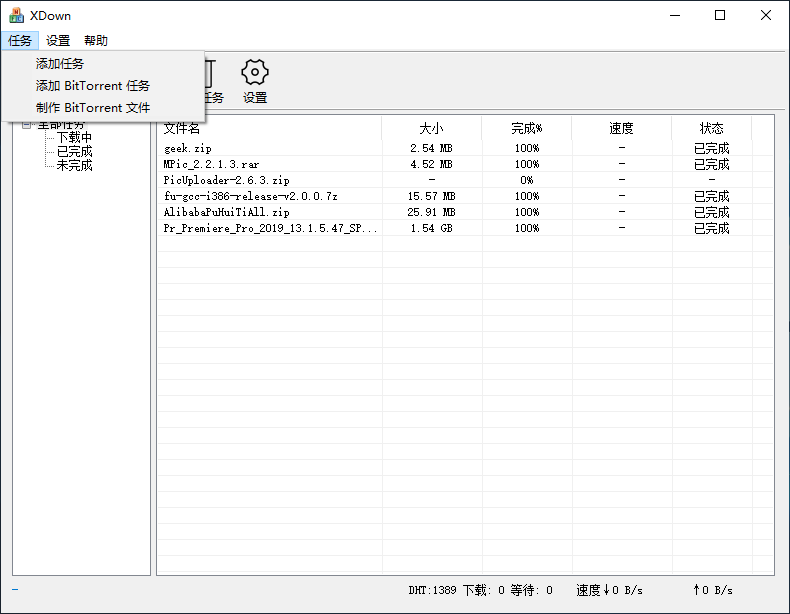 XDown
任务 设置 帮助
添加任务
添加 BitTorrent 任务
制作 BitTorrent 文件
任务 设置
全部任务
下载中
已完成
未完成
文件名 大小 完成% 速度 状态
geek.zip 2.54 MB 100% - 已完成
MPic_2.2.1.3.rar 4.52 MB 100% - 已完成
PicUploader-2.6.3.zip - 0% - -
fu-gcc-i386-release-v2.0.0.7z 15.57 MB 100% - 已完成
AlibabaPuHuiTiAll.zip 25.91 MB 100% - 已完成
Pr_Premiere_Pro_2019_13.1.5.47_SP... 1.54 GB 100% - 已完成
- DHT:1389 下载: 0 等待: 0 速度↓0 B/s ↑0 B/s